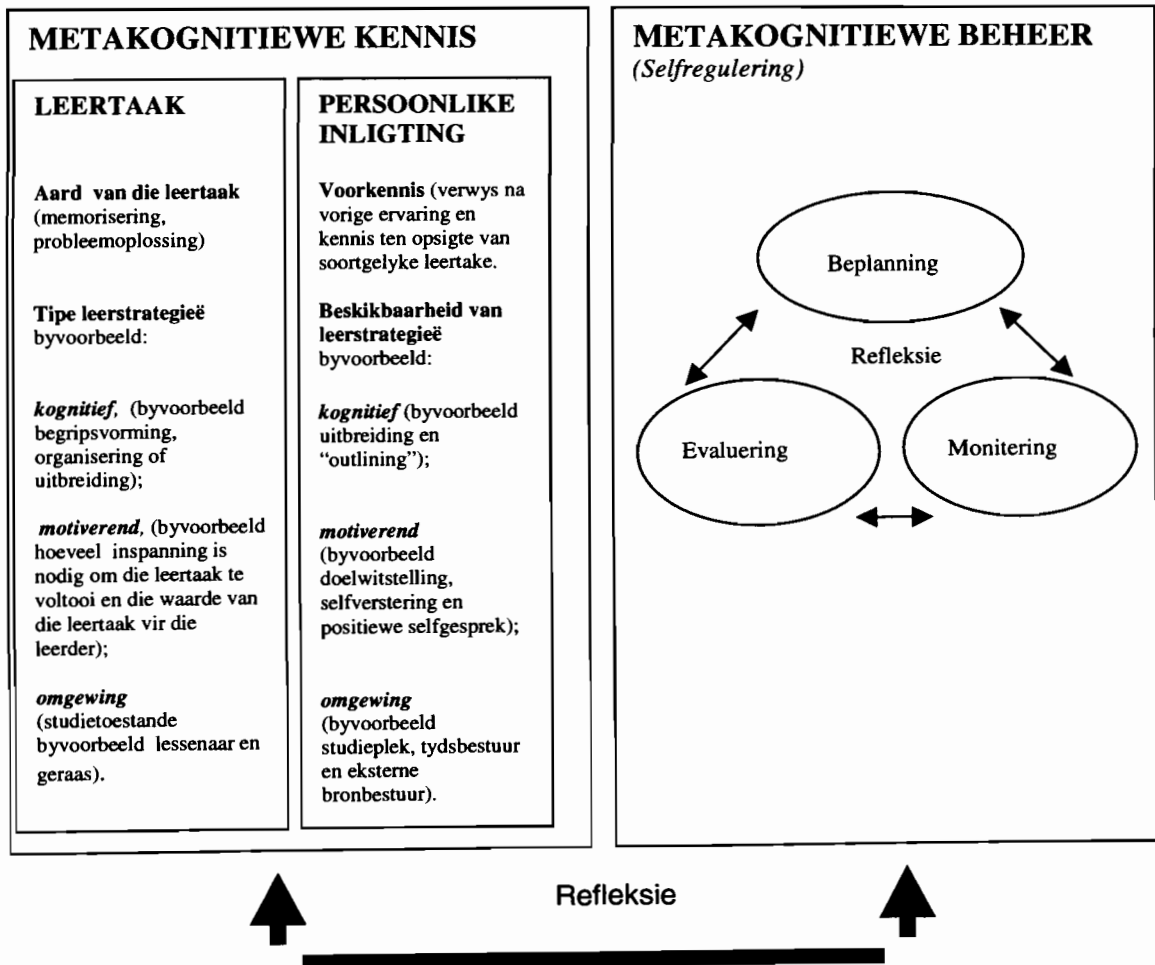 METAKOGNITIEWE KENNIS
LEERTAAK
Aard van die leertaak
(memorisering,
probleemoplossing)
Tipe leerstrategieë
byvoorbeeld:
kognitief, (byvoorbeeld
begripsvorming,
organisering of
uitbreiding);
motiverend, (byvoorbeeld
hoeveel inspanning is
nodig om die leertaak te
voltooi en die waarde van
die leertaak vir die
leerder);
omgewing
(studietoestande
byvoorbeeld lessenaar en
geraas).
PERSOONLIKE
INLIGTING
Voorkennis (verwys na
vorige ervaring en
kennis ten opsigte van
soortgelyke leertake.
Beskikbaarheid van
leerstrategieë
byvoorbeeld:
kognitief (byvoorbeeld
uitbreiding en
“outlining”);
motiverend
(byvoorbeeld
doelwitstelling,
selfverstering en
positiewe selfgesprek);
omgewing
(byvoorbeeld
studieplek, tydsbestuur
en eksterne
bronbestuur).
METAKOGNITIEWE BEHEER
(Selfregulering)
Beplanning
Refleksie
Evaluering
Monitering
Refleksie